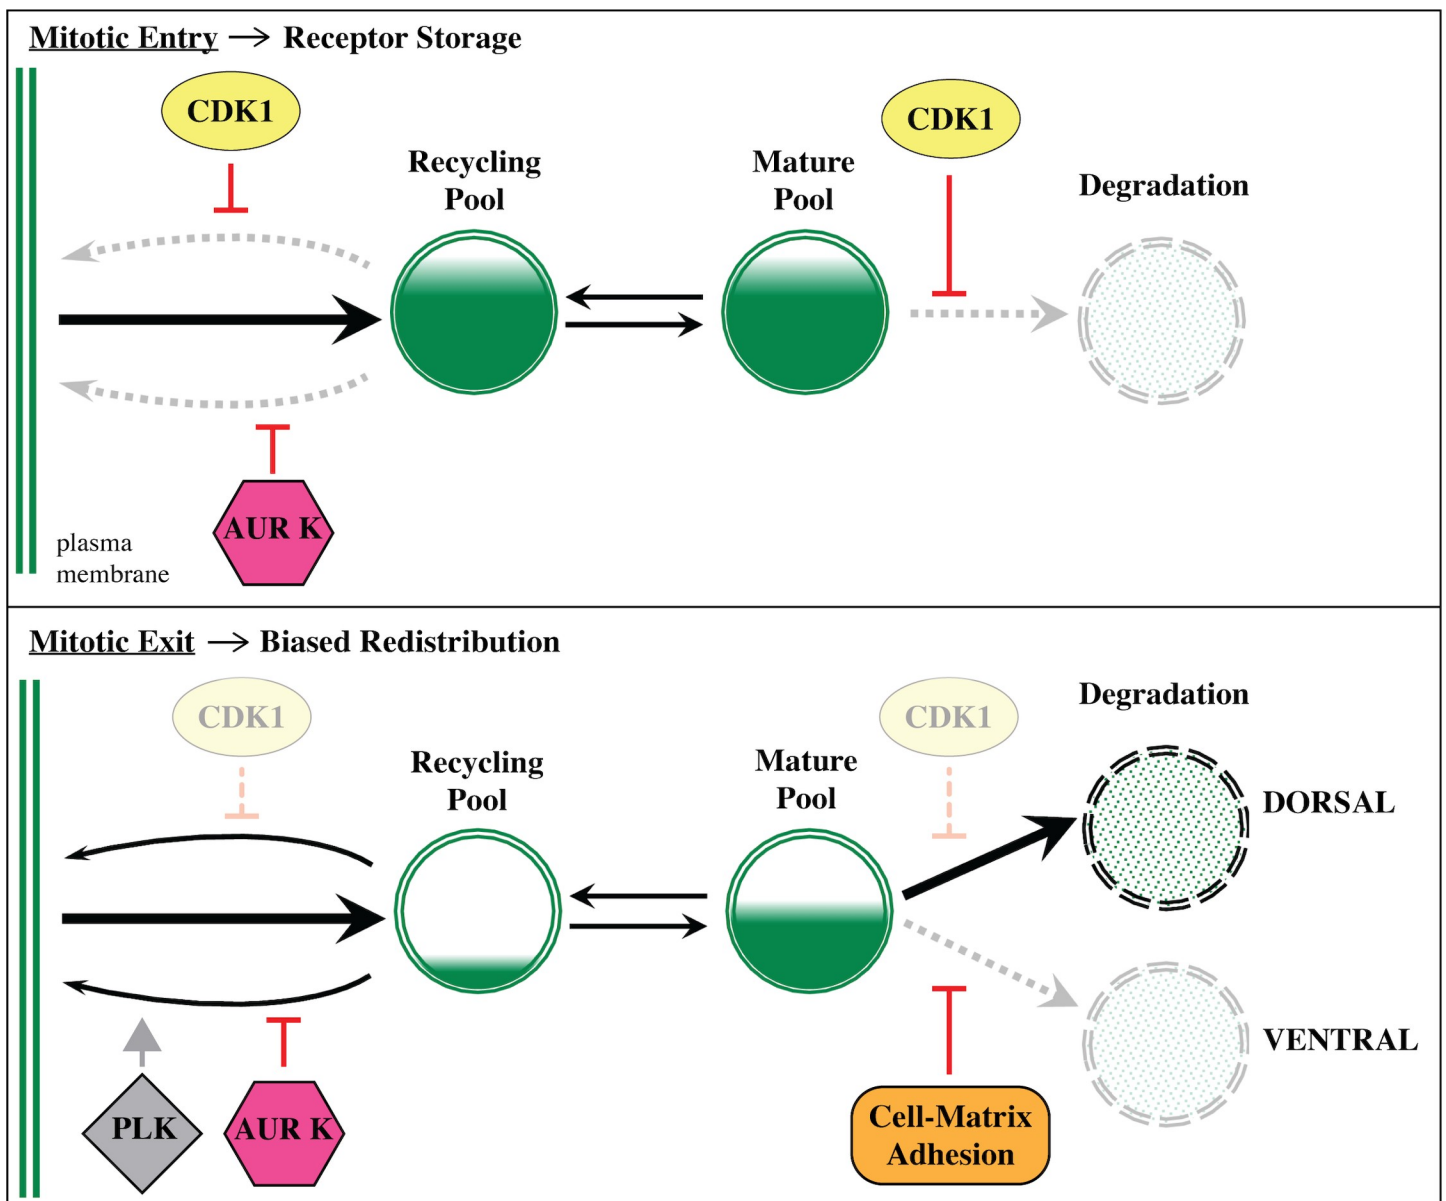 Mitotic Entry → Receptor Storage
CDK1
CDK1
Recycling
Pool
Mature
Pool
Degradation
AUR K
plasma
membrane
Mitotic Exit → Biased Redistribution
CDK1
CDK1
Degradation
Recycling
Pool
Mature
Pool
DORSAL
VENTRAL
PLK
AUR K
Cell-Matrix
Adhesion